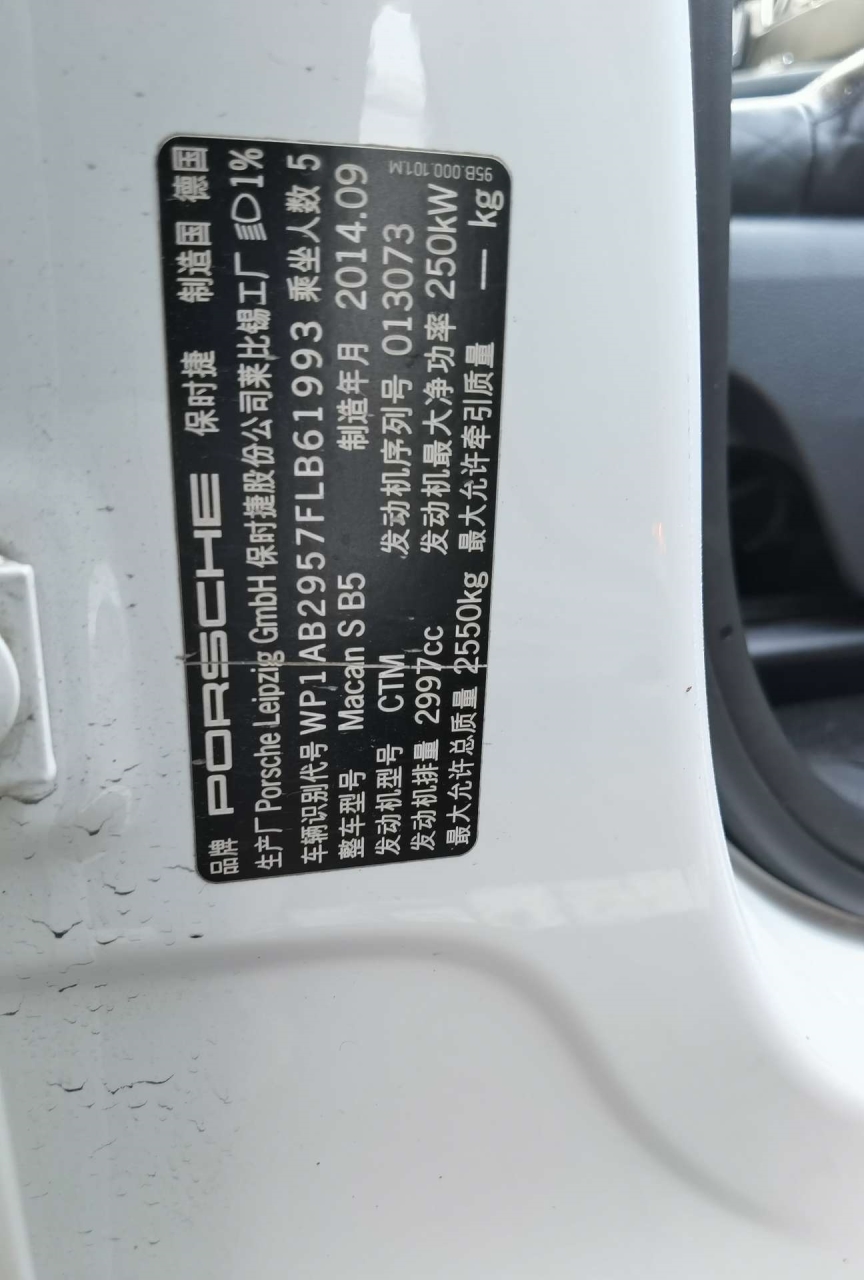 品牌 PORSCHE 保时捷 制造国 德国
生产厂 Porsche Leipzig GmbH 保时捷股份公司莱比锡工厂 1%
车辆识别代号 WP1AB2957FLB61993 乘坐人数 5
整车型号 Macan S B5 制造年月 2014.09
发动机型号 CTM 发动机序列号 013073
发动机排量 2997cc 发动机最大净功率 250kW
最大允许总质量 2550kg 最大允许牵引质量 — kg
95B.000.101.M